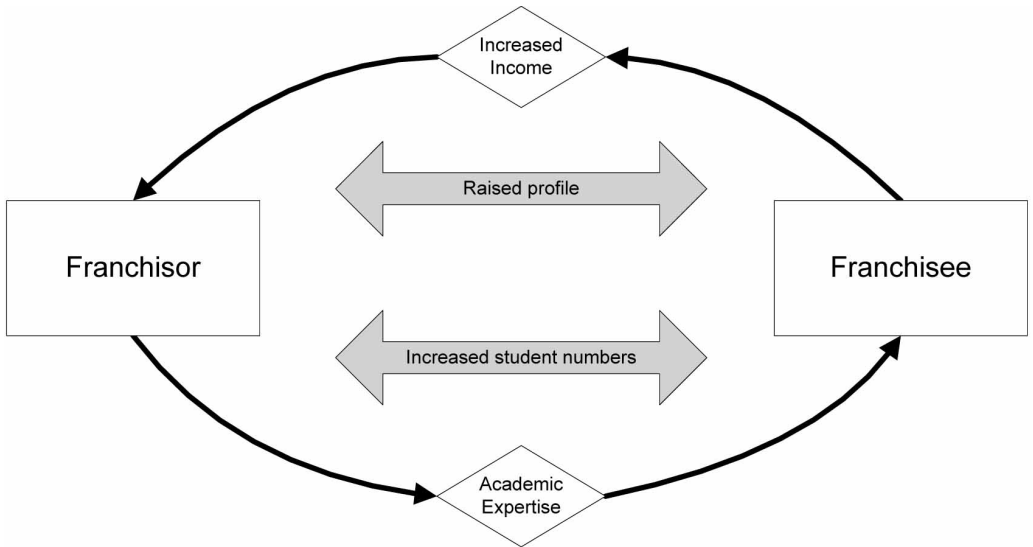 Increased
Income
Raised profile
Franchisor
Franchisee
Increased student numbers
Academic
Expertise